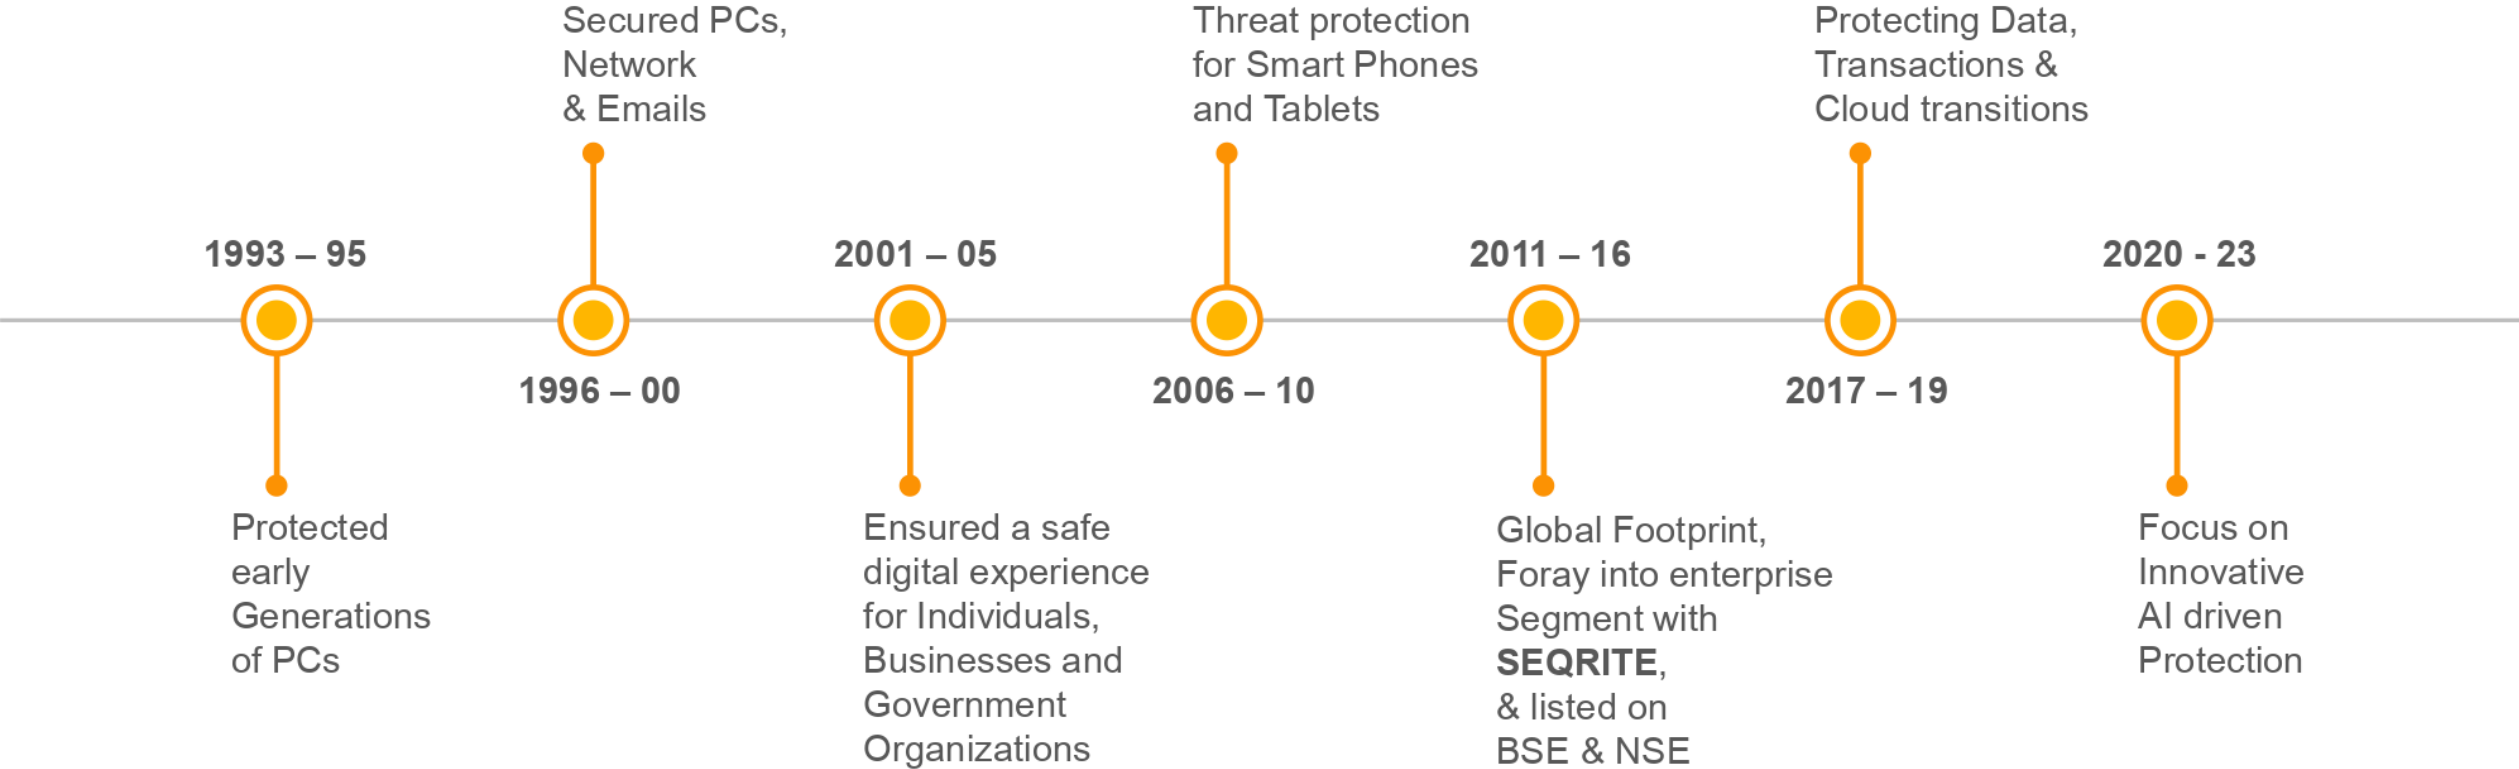 Secured PCs,
Network
& Emails
Threat protection
for Smart Phones
and Tablets
Protecting Data,
Transactions &
Cloud transitions
1993 – 95
2001 – 05
2011 – 16
2020 - 23
1996 – 00
2006 – 10
2017 – 19
Protected
early
Generations
of PCs
Ensured a safe
digital experience
for Individuals,
Businesses and
Government
Organizations
Global Footprint,
Foray into enterprise
Segment with
SEQRITE,
& listed on
BSE & NSE
Focus on
Innovative
AI driven
Protection